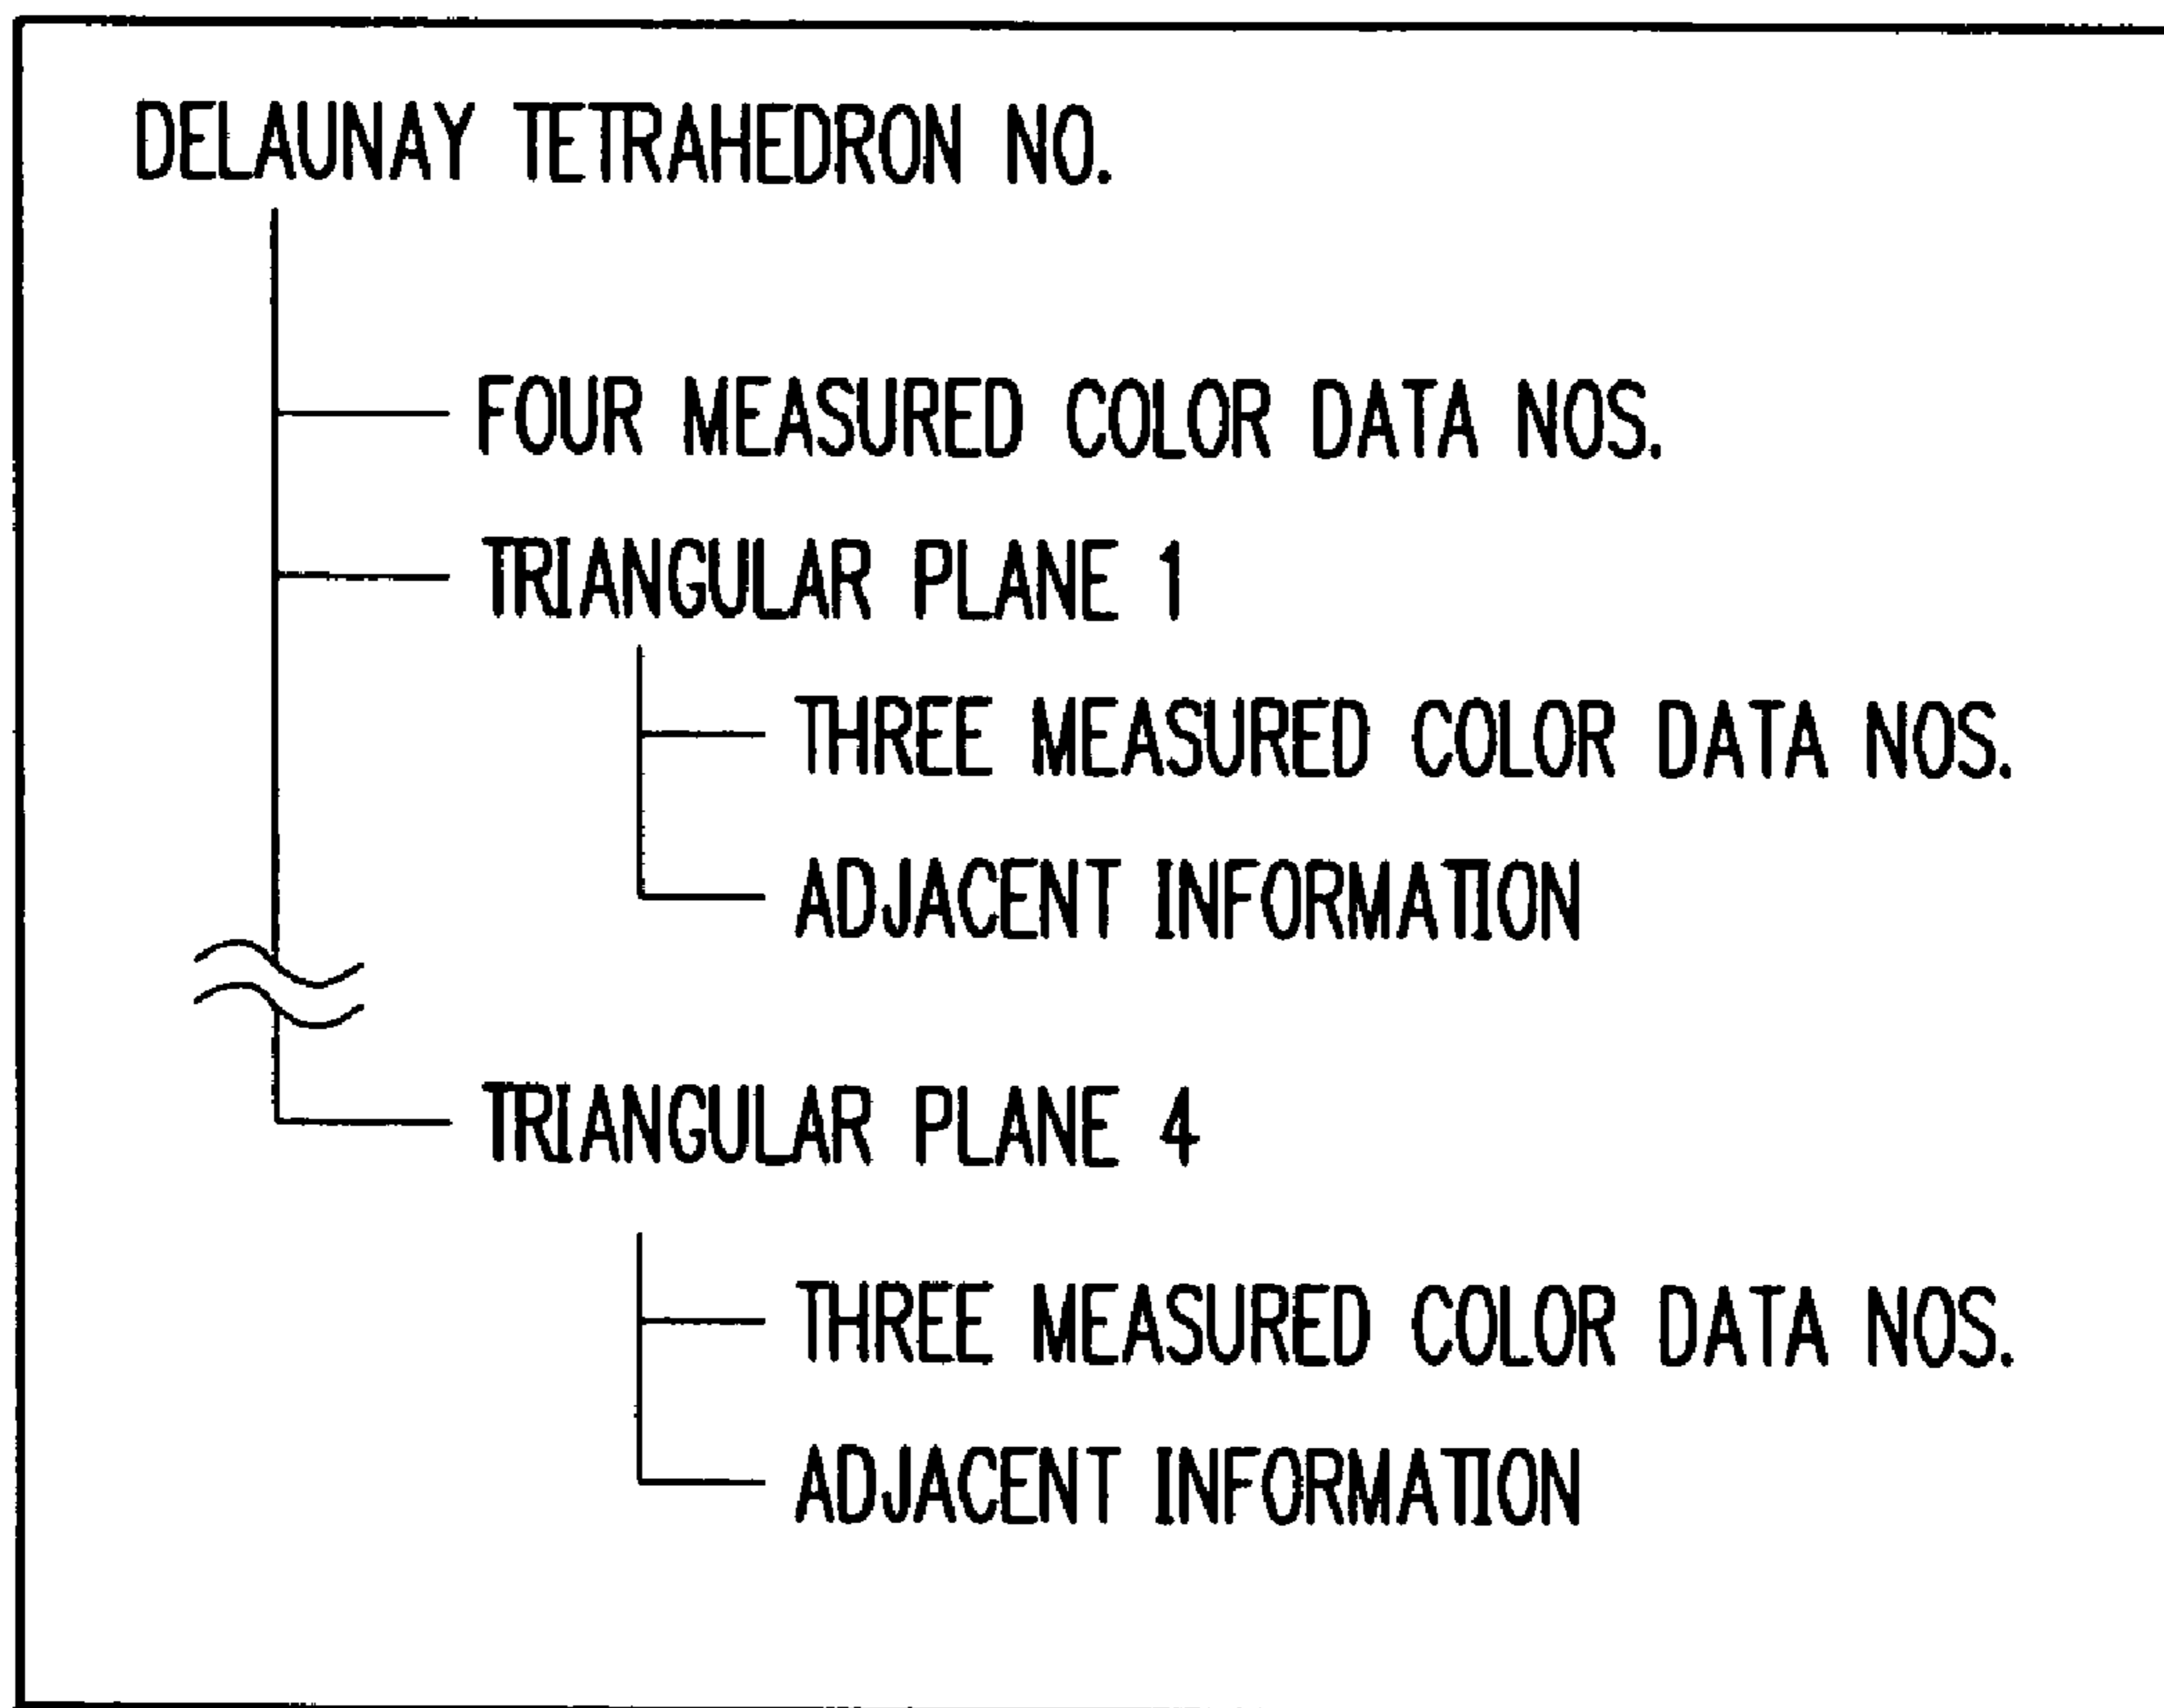 DELAUNAY TETRAHEDRON NO.
FOUR MEASURED COLOR DATA NOS.
TRIANGULAR PLANE 1
THREE MEASURED COLOR DATA NOS.
ADJACENT INFORMATION
TRIANGULAR PLANE 4
THREE MEASURED COLOR DATA NOS.
ADJACENT INFORMATION